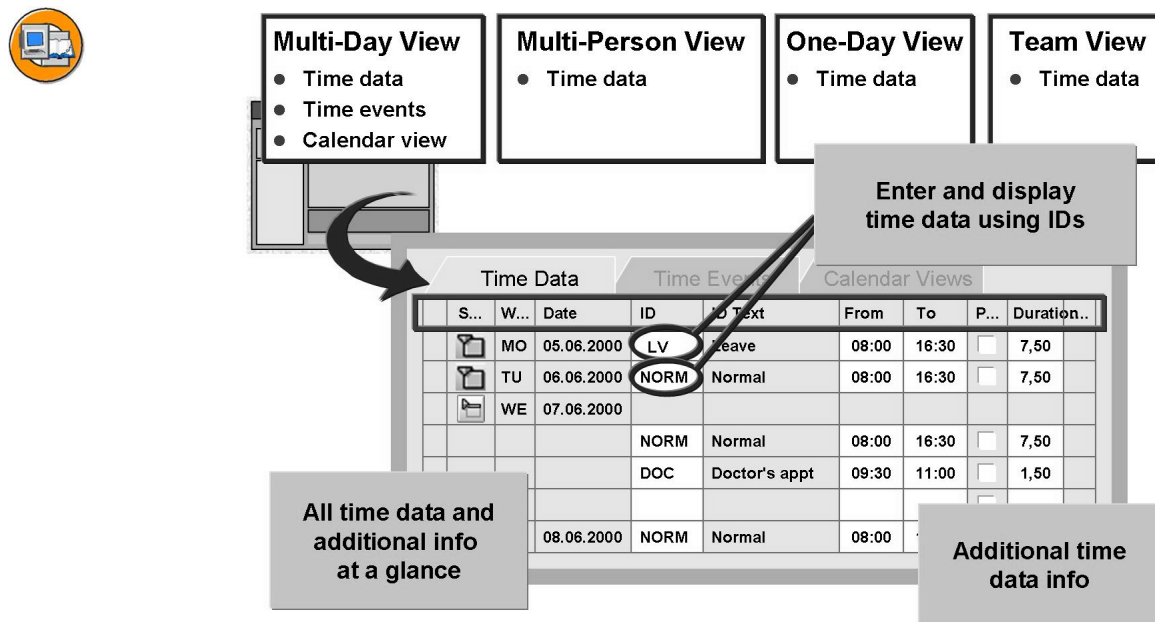 Multi-Day View
Time data
Time events
Calendar view
Multi-Person View
Time data
One-Day View
Time data
Team View
Time data
Enter and display
time data using IDs
Time Data Time Events Calendar Views
S... W... Date ID ID Text From To P... Duration..
MO 05.06.2000 LV Leave 08:00 16:30 7,50
TU 06.06.2000 NORM Normal 08:00 16:30 7,50
WE 07.06.2000
NORM Normal 08:00 16:30 7,50
DOC Doctor's appt 09:30 11:00 1,50
08.06.2000 NORM Normal 08:00
All time data and
additional info
at a glance
Additional time
data info